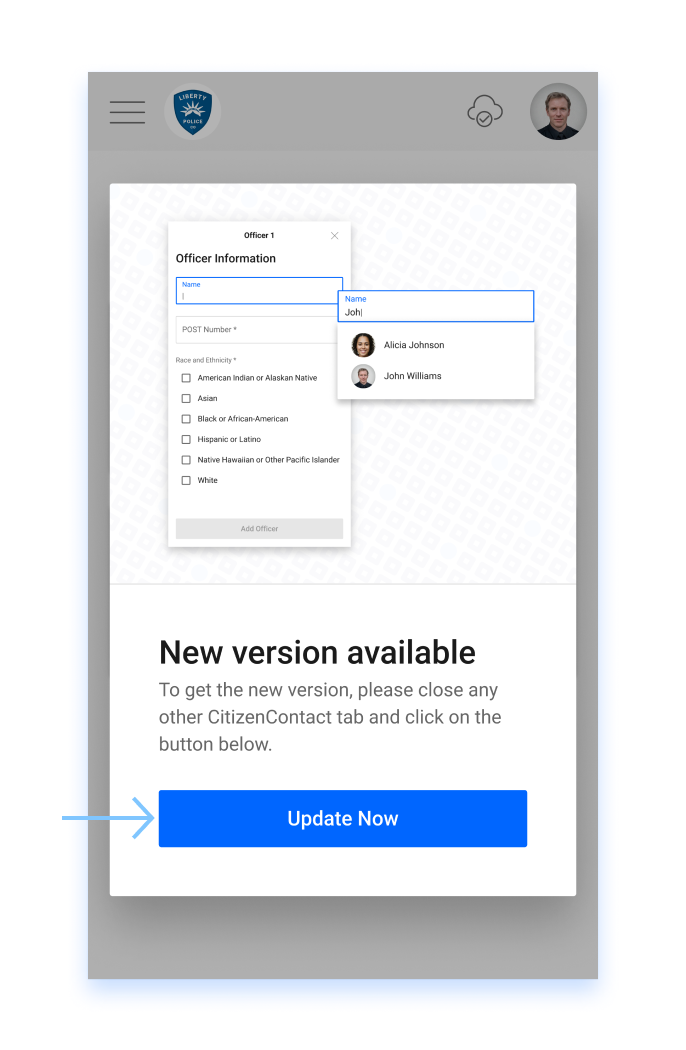 LIBERTY
POLICE
CO
Officer 1
Officer Information
Name
POST Number *
Race and Ethnicity *
American Indian or Alaskan Native
Asian
Black or African-American
Hispanic or Latino
Native Hawaiian or Other Pacific Islander
White
Add Officer
Name
Joh
Alicia Johnson
John Williams
New version available
To get the new version, please close any
other CitizenContact tab and click on the
button below.
Update Now